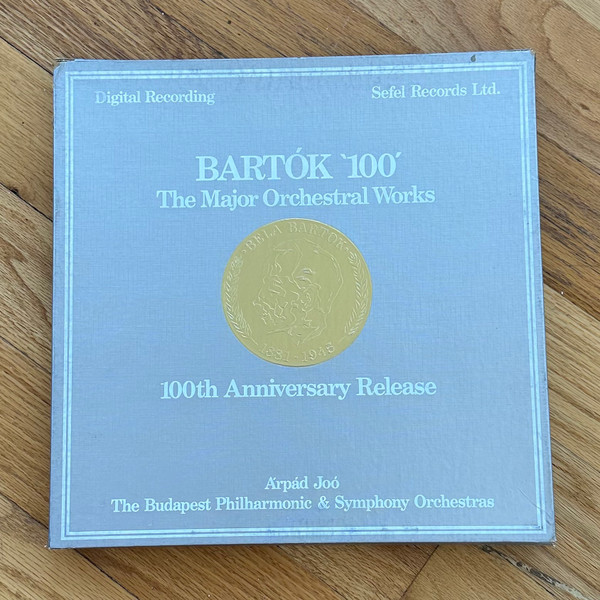 Digital Recording
Sefel Records Ltd.
BARTÓK '100'
The Major Orchestral Works
BÉLA BARTÓK
1881-1945
100th Anniversary Release
Árpád Joó
The Budapest Philharmonic & Symphony Orchestras